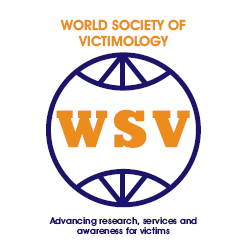 WORLD SOCIETY OF
VICTIMOLOGY
WSV
Advancing research, services and
awareness for victims